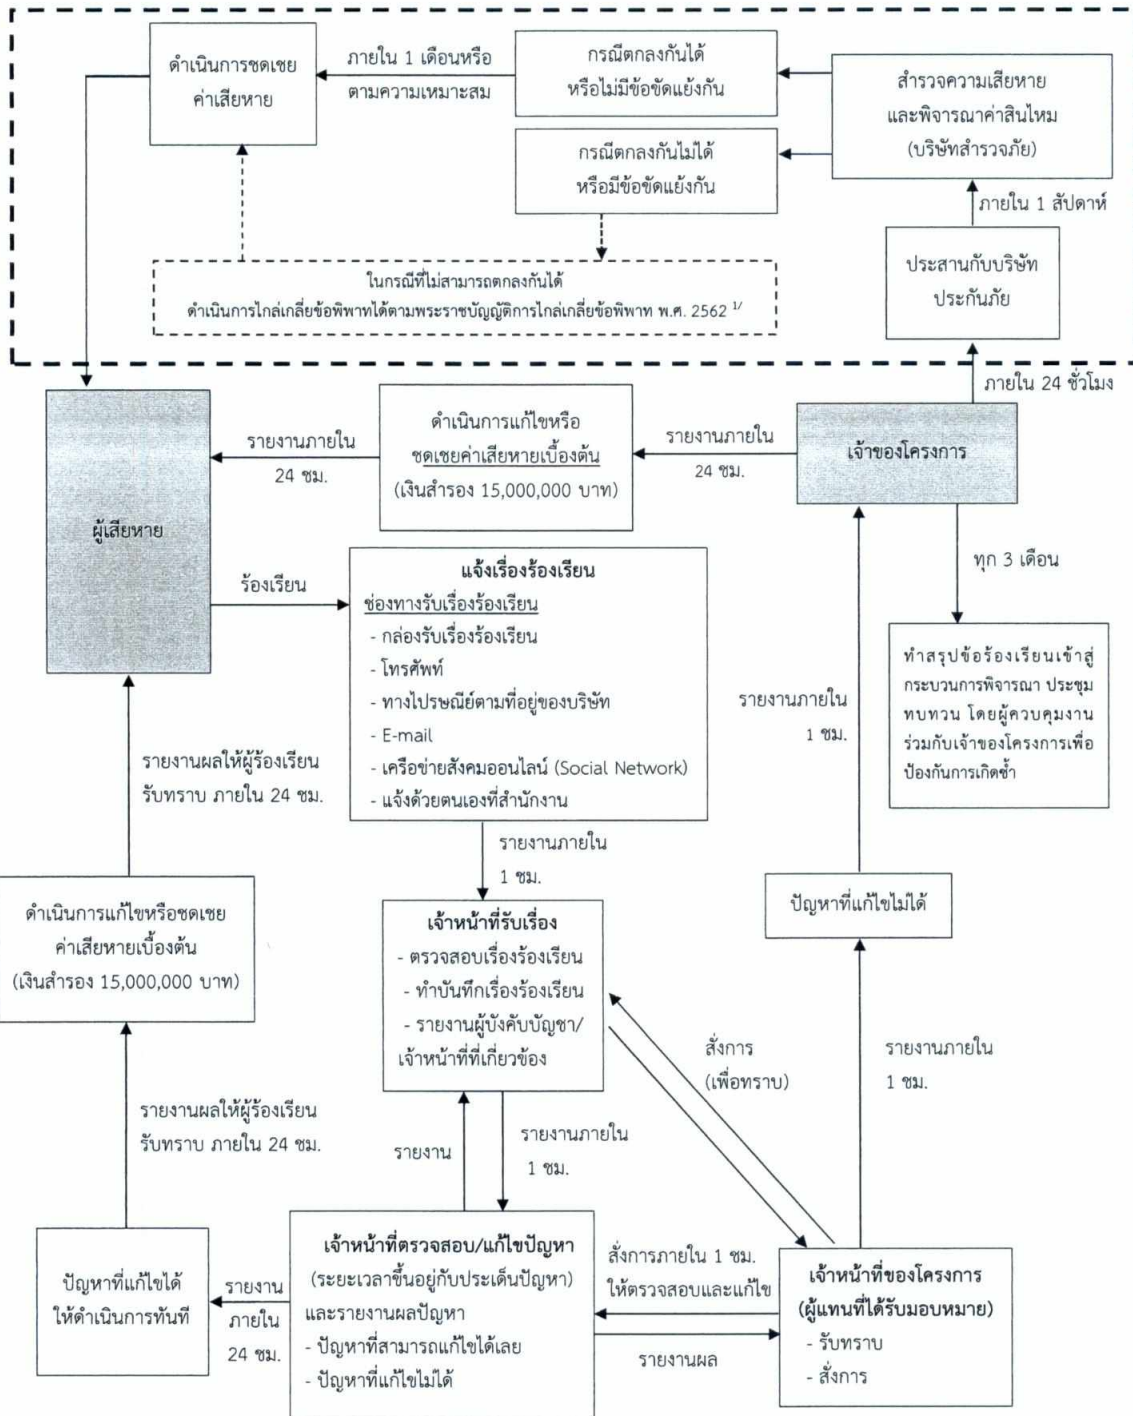 ดำเนินการชดเชย
ค่าเสียหาย
ภายใน 1 เดือนหรือ
ตามความเหมาะสม
กรณีตกลงกันได้
หรือไม่มีข้อขัดแย้งกัน
สำรวจความเสียหาย
และพิจารณาค่าสินไหม
(บริษัทสำรวจภัย)
กรณีตกลงกันไม่ได้
หรือมีข้อขัดแย้งกัน
ภายใน 1 สัปดาห์
ประสานกับบริษัท
ประกันภัย
ในกรณีที่ไม่สามารถตกลงกันได้
ดำเนินการไกล่เกลี่ยข้อพิพาทได้ตามพระราชบัญญัติการไกล่เกลี่ยข้อพิพาท พ.ศ. 2562 1/
ภายใน 24 ชั่วโมง
ผู้เสียหาย
รายงานภายใน
24 ชม.
ดำเนินการแก้ไขหรือ
ชดเชยค่าเสียหายเบื้องต้น
(เงินสำรอง 15,000,000 บาท)
รายงานภายใน
24 ชม.
เจ้าของโครงการ
ร้องเรียน
แจ้งเรื่องร้องเรียน
ช่องทางรับเรื่องร้องเรียน
- กล่องรับเรื่องร้องเรียน
- โทรศัพท์
- ทางไปรษณีย์ตามที่อยู่ของบริษัท
- E-mail
- เครือข่ายสังคมออนไลน์ (Social Network)
- แจ้งด้วยตนเองที่สำนักงาน
ทุก 3 เดือน
ทำสรุปข้อร้องเรียนเข้าสู่
กระบวนการพิจารณา ประชุม
ทบทวน โดยผู้ควบคุมงาน
ร่วมกับเจ้าของโครงการเพื่อ
ป้องกันการเกิดซ้ำ
รายงานภายใน
1 ชม.
รายงานผลให้ผู้ร้องเรียน
รับทราบ ภายใน 24 ชม.
รายงานภายใน
1 ชม.
ดำเนินการแก้ไขหรือชดเชย
ค่าเสียหายเบื้องต้น
(เงินสำรอง 15,000,000 บาท)
เจ้าหน้าที่รับเรื่อง
- ตรวจสอบเรื่องร้องเรียน
- ทำบันทึกเรื่องร้องเรียน
- รายงานผู้บังคับบัญชา/
เจ้าหน้าที่ที่เกี่ยวข้อง
ปัญหาที่แก้ไขไม่ได้
สั่งการ
(เพื่อทราบ)
รายงานภายใน
1 ชม.
รายงานผลให้ผู้ร้องเรียน
รับทราบ ภายใน 24 ชม.
รายงาน
รายงานภายใน
1 ชม.
ปัญหาที่แก้ไขได้
ให้ดำเนินการทันที
รายงาน
ภายใน
24 ชม.
เจ้าหน้าที่ตรวจสอบ/แก้ไขปัญหา
(ระยะเวลาขึ้นอยู่กับประเด็นปัญหา)
และรายงานผลปัญหา
- ปัญหาที่สามารถแก้ไขได้เลย
- ปัญหาที่แก้ไขไม่ได้
สั่งการภายใน 1 ชม.
ให้ตรวจสอบและแก้ไข
รายงานผล
เจ้าหน้าที่ของโครงการ
(ผู้แทนที่ได้รับมอบหมาย)
- รับทราบ
- สั่งการ